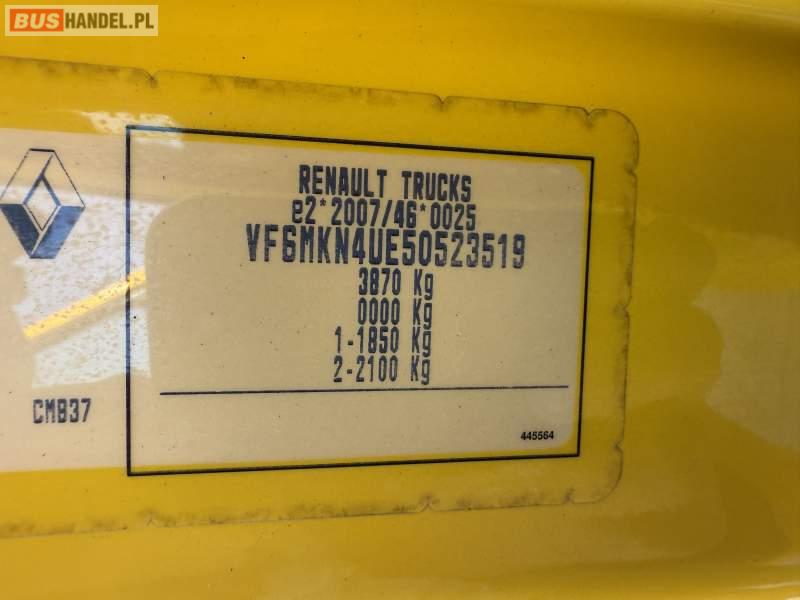 BUSHANDEL.PL
RENAULT TRUCKS
e2*2007/46*0025
VF6MKN4UE50523519
3870 Kg
0000 Kg
1-1850 Kg
2-2100 Kg
CMB37
445564